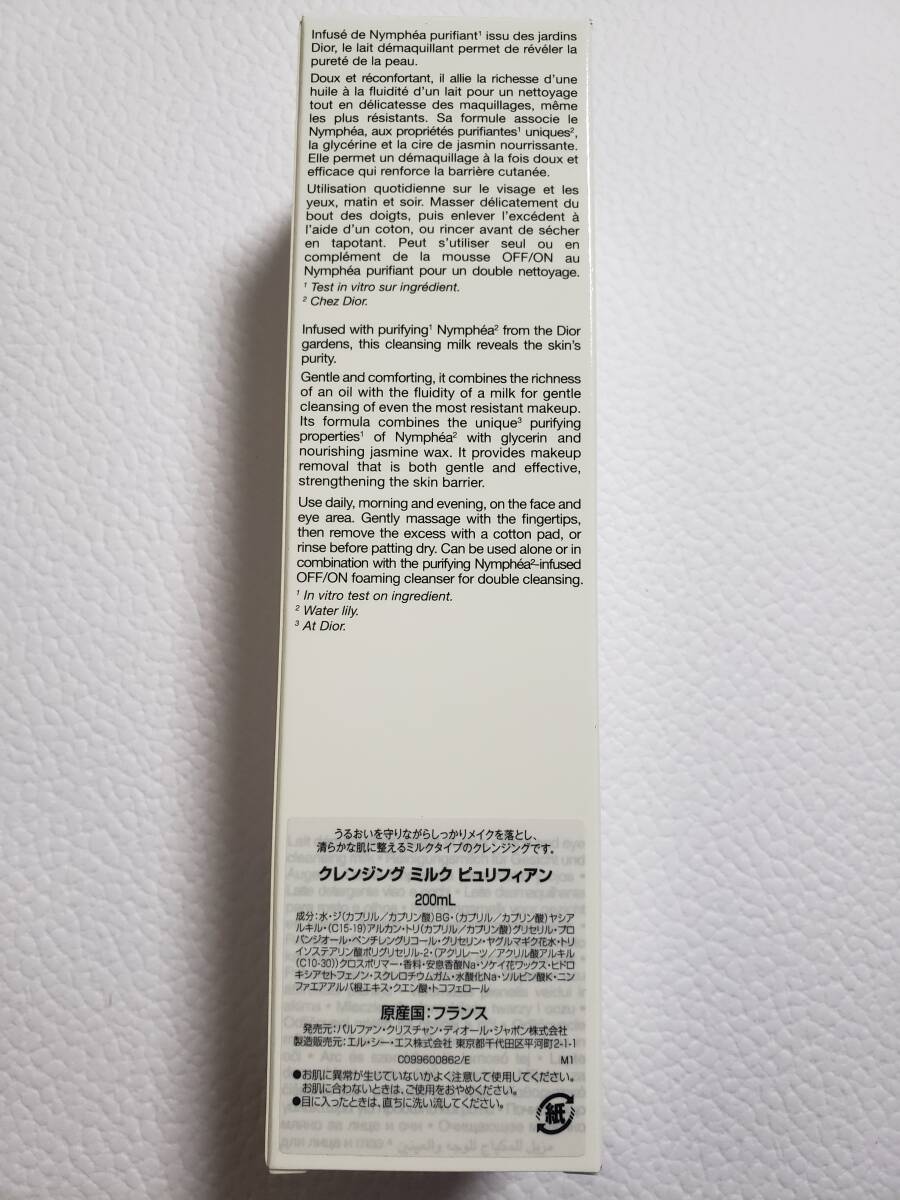 Infusé de Nymphéa purifiant¹ issu des jardins
Dior, le lait démaquillant permet de révéler la
pureté de la peau.
Doux et réconfortant, il allie la richesse d'une
huile à la fluidité d'un lait pour un nettoyage
tout en délicatesse des maquillages, même
les plus résistants. Sa formule associe le
Nymphéa, aux propriétés purifiantes¹ uniques²,
la glycérine et la cire de jasmin nourrissante.
Elle permet un démaquillage à la fois doux et
efficace qui renforce la barrière cutanée.
Utilisation quotidienne sur le visage et les
yeux, matin et soir. Masser délicatement du
bout des doigts, puis enlever l'excédent à
l'aide d'un coton, ou rincer avant de sécher
en tapotant. Peut s'utiliser seul ou en
complément de la mousse OFF/ON au
Nymphéa purifiant pour un double nettoyage.
¹ Test in vitro sur ingrédient.
² Chez Dior.
Infused with purifying¹ Nymphéa² from the Dior
gardens, this cleansing milk reveals the skin's
purity.
Gentle and comforting, it combines the richness
of an oil with the fluidity of a milk for gentle
cleansing of even the most resistant makeup.
Its formula combines the unique³ purifying
properties¹ of Nymphéa² with glycerin and
nourishing jasmine wax. It provides makeup
removal that is both gentle and effective,
strengthening the skin barrier.
Use daily, morning and evening, on the face and
eye area. Gently massage with the fingertips,
then remove the excess with a cotton pad, or
rinse before patting dry. Can be used alone or in
combination with the purifying Nymphéa²-infused
OFF/ON foaming cleanser for double cleansing.
¹ In vitro test on ingredient.
² Water lily.
³ At Dior.
うるおいを守りながらしっかりメイクを落とし、
清らかな肌に整えるミルクタイプのクレンジングです。
クレンジング ミルク ピュリフィアン
200mL
成分：水・ジ(カプリル／カプリン酸)BG・(カプリル／カプリン酸)ヤシア
ルキル・(C15-19)アルカン・トリ(カプリル／カプリン酸)グリセリル・プロ
パンジオール・ペンチレングリコール・グリセリン・ヤグルマギク花水・トリ
イソステアリン酸ポリグリセリル-2・(アクリレーツ／アクリル酸アルキル
(C10-30))クロスポリマー・香料・安息香酸Na・ソケイ花ワックス・ヒドロ
キシアセトフェノン・スクレロチウムガム・水酸化Na・ソルビン酸K・ニン
ファエアアルバ根エキス・クエン酸・トコフェロール
原産国：フランス
発売元：パルファン・クリスチャン・ディオール・ジャポン株式会社
製造販売元：エル・シー・エス株式会社 東京都千代田区平河町2-1-1
C099600862/E M1
●お肌に異常が生じていないかよく注意して使用してください。
お肌に合わないときは、ご使用をおやめください。
●目に入ったときは、直ちに洗い流してください。
紙